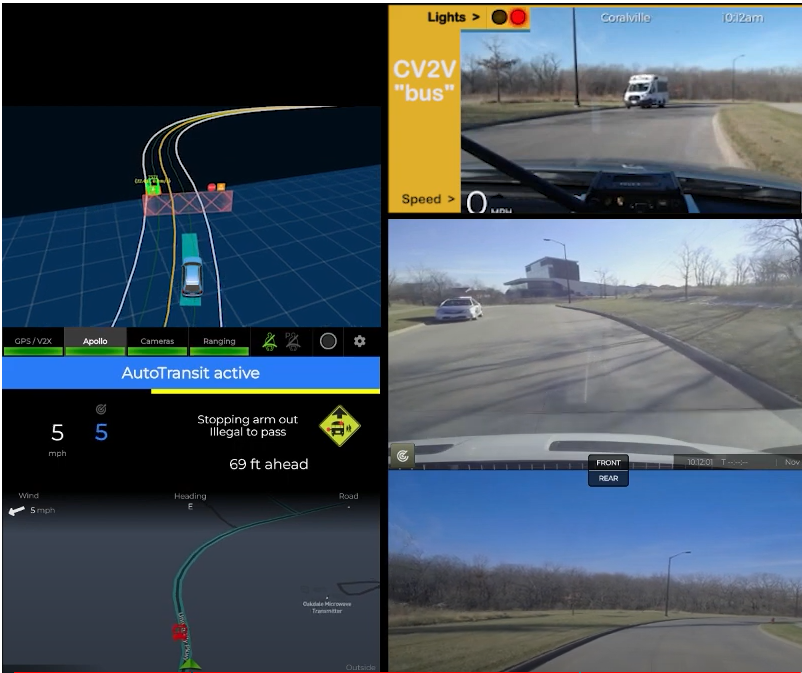 Lights >
Coralville
10:12am
CV2V
"bus"
Speed >
0
MPH
GPS / V2X
Apollo
Cameras
Ranging
AutoTransit active
5
mph
5
Stopping arm out
Illegal to pass
69 ft ahead
FRONT
REAR
10:12:01
Nov
Wind
5 mph
Heading
E
Road
-
Oakdale Microwave
Transmitter
Outside